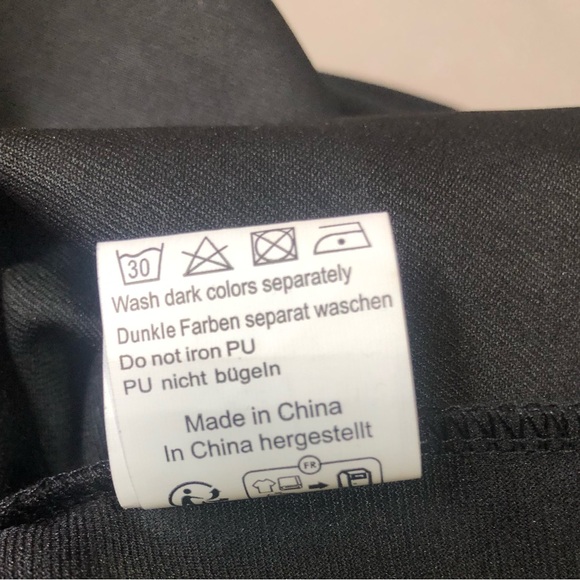 30
Wash dark colors separately
Dunkle Farben separat waschen
Do not iron PU
PU nicht bügeln
Made in China
In China hergestellt
FR